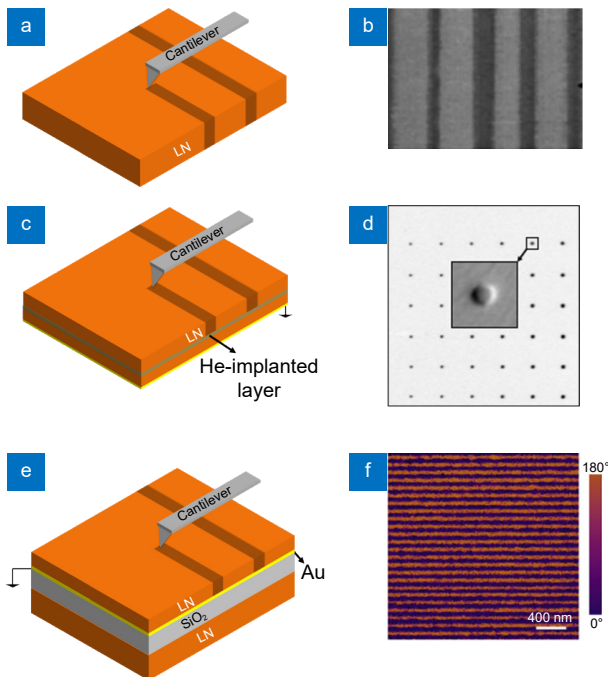 a
Cantilever
LN
b
c
Cantilever
LN
He-implanted
layer
d
e
Cantilever
Au
LN
SiO₂
LN
f
180°
400 nm
0°